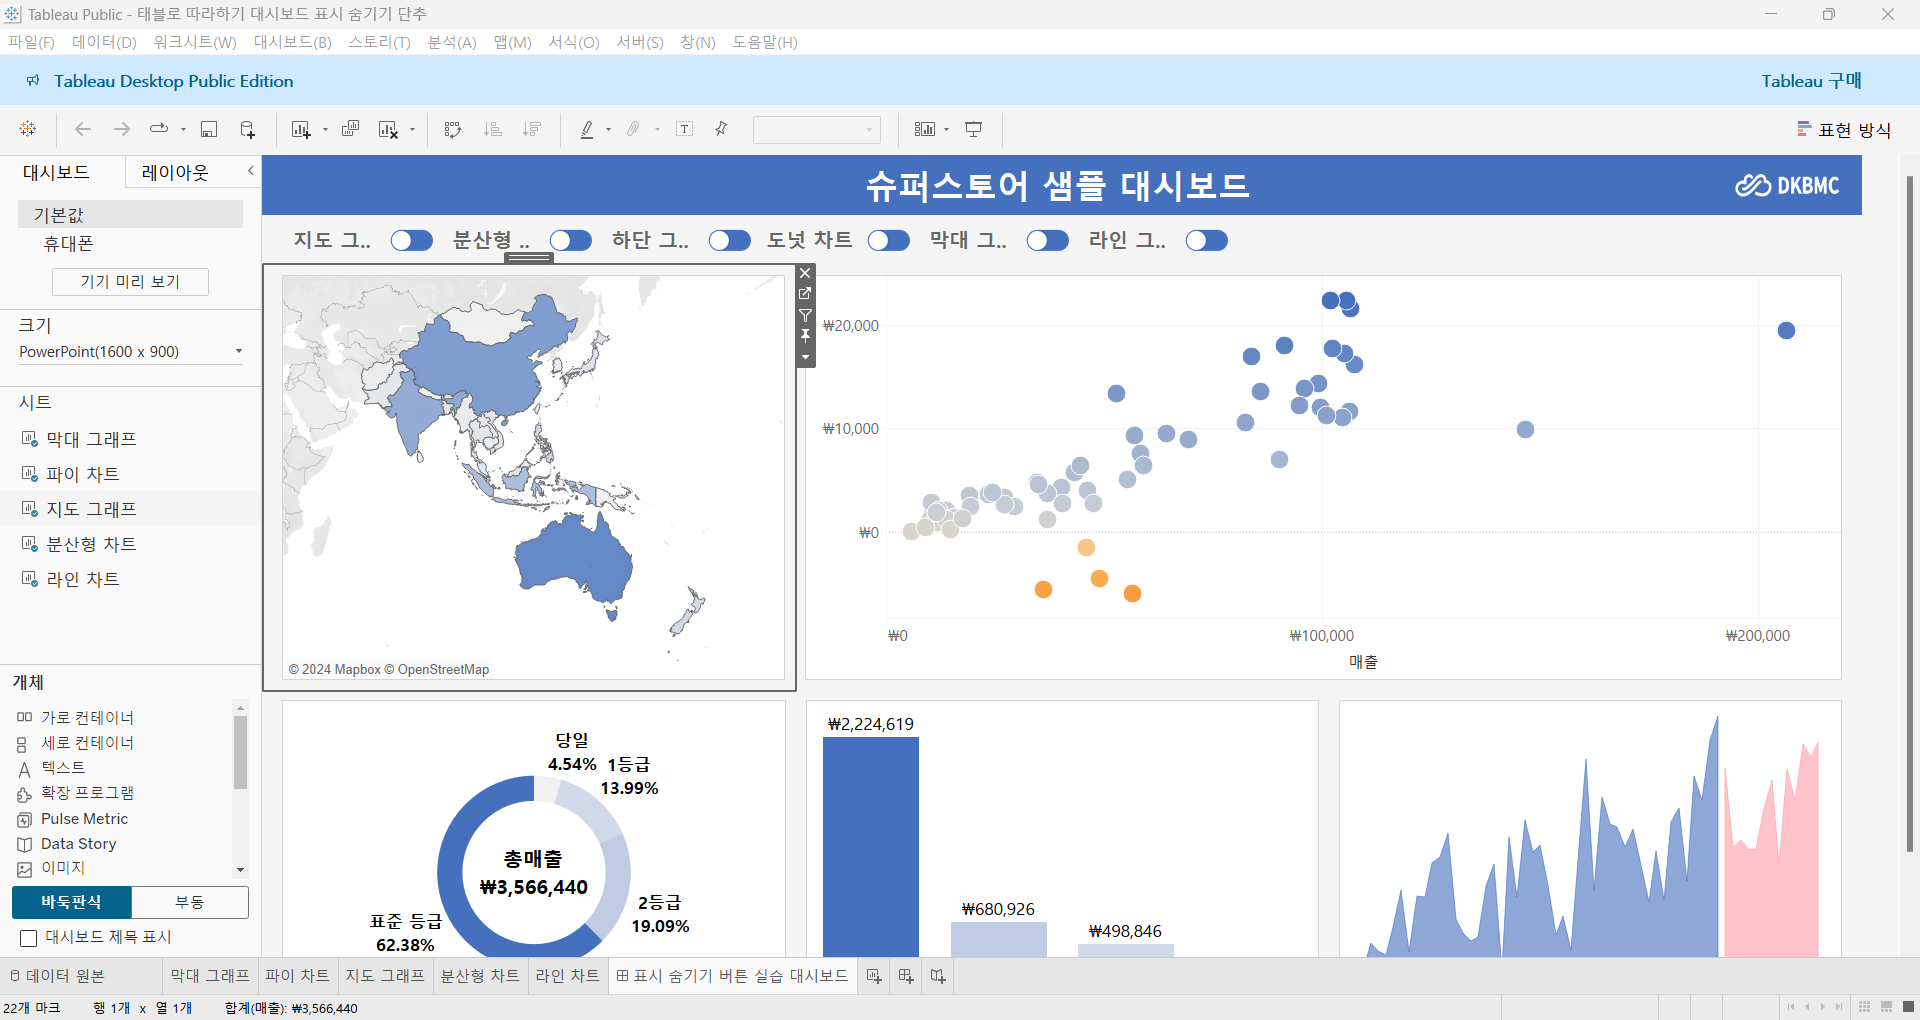 Tableau Public - 태블로 따라하기 대시보드 표시 숨기기 단추
파일(F) 데이터(D) 워크시트(W) 대시보드(B) 스토리(T) 분석(A) 맵(M) 서식(O) 서버(S) 창(N) 도움말(H)
Tableau Desktop Public Edition
Tableau 구매
표현 방식
대시보드 레이아웃
기본값
휴대폰
기기 미리 보기
크기
PowerPoint(1600 x 900)
시트
막대 그래프
파이 차트
지도 그래프
분산형 차트
라인 차트
개체
가로 컨테이너
세로 컨테이너
텍스트
확장 프로그램
Pulse Metric
Data Story
이미지
바둑판식 부동
대시보드 제목 표시
슈퍼스토어 샘플 대시보드
DKBMC
지도 그.. 분산형 .. 하단 그.. 도넛 차트 막대 그.. 라인 그..
© 2024 Mapbox © OpenStreetMap
₩20,000
₩10,000
₩0
₩0 ₩100,000 ₩200,000
매출
당일
4.54%
1등급
13.99%
총매출
₩3,566,440
2등급
19.09%
표준 등급
62.38%
₩2,224,619
₩680,926
₩498,846
데이터 원본 막대 그래프 파이 차트 지도 그래프 분산형 차트 라인 차트 표시 숨기기 버튼 실습 대시보드
22개 마크 행 1개 x 열 1개 합계(매출): ₩3,566,440